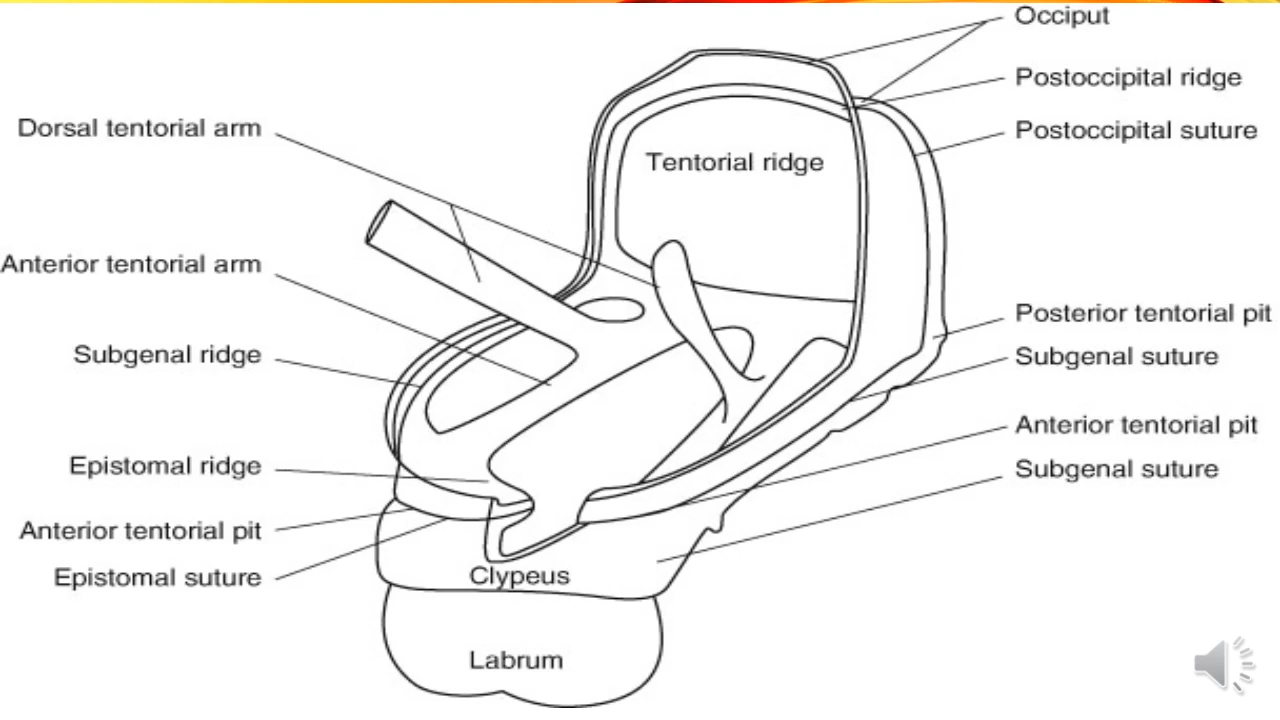 Occiput
Postoccipital ridge
Dorsal tentorial arm
Postoccipital suture
Tentorial ridge
Anterior tentorial arm
Posterior tentorial pit
Subgenal ridge
Subgenal suture
Anterior tentorial pit
Epistomal ridge
Subgenal suture
Anterior tentorial pit
Epistomal suture
Clypeus
Labrum